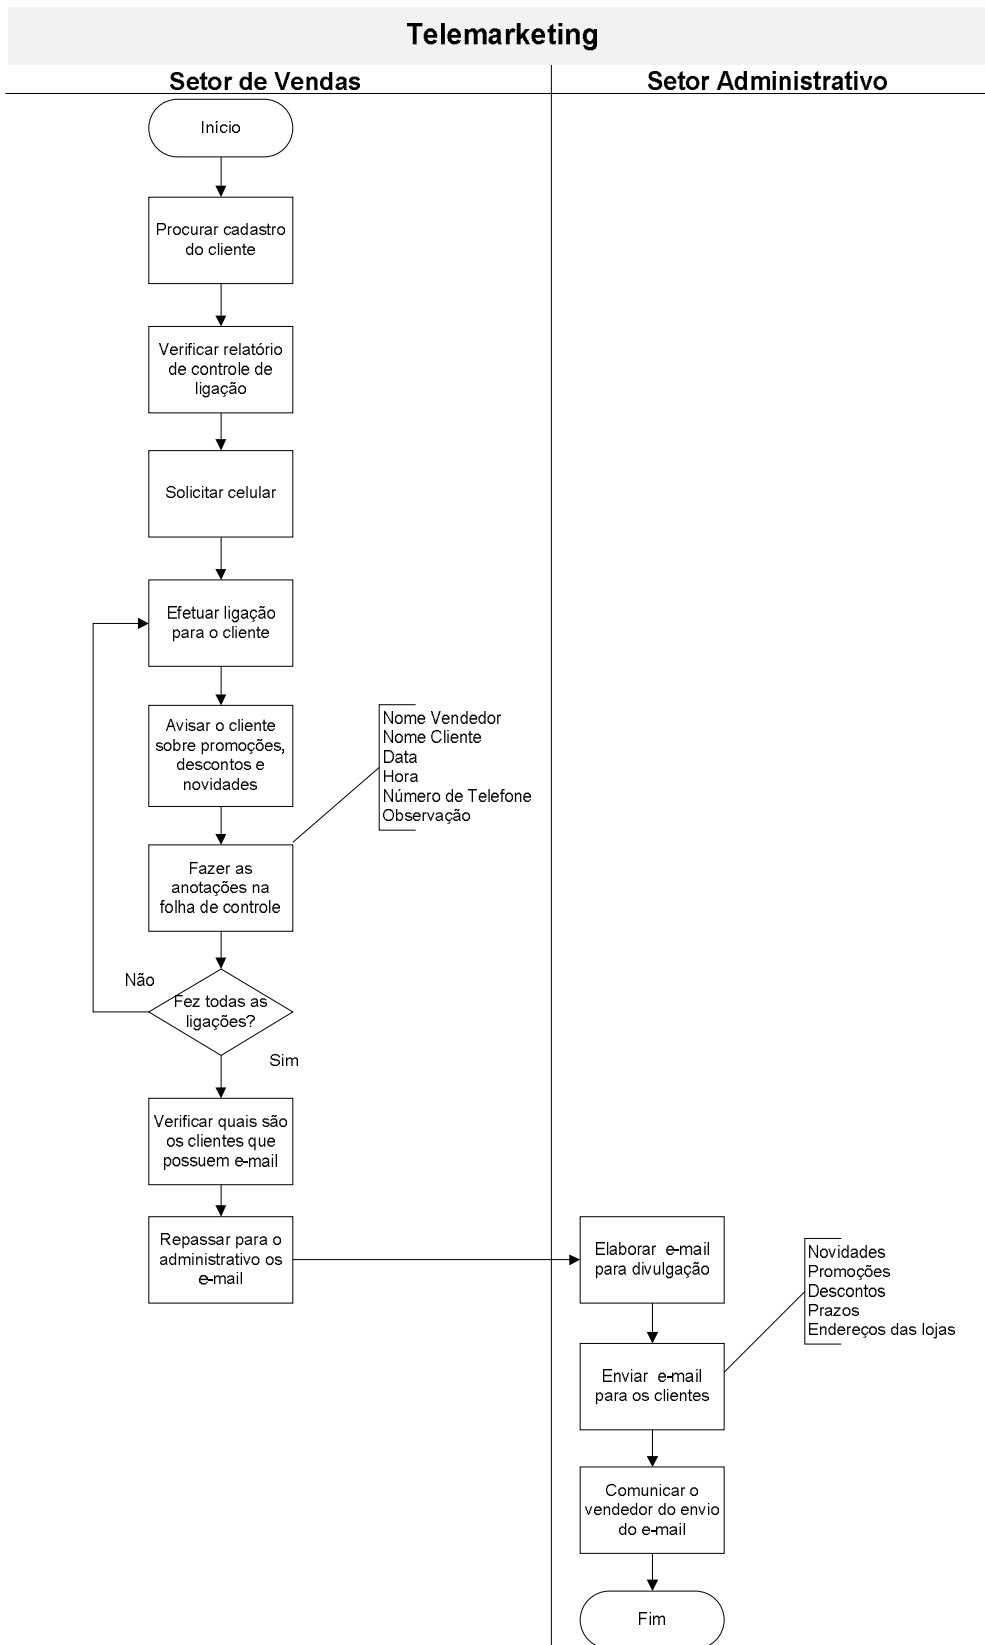 Telemarketing
Setor de Vendas
Setor Administrativo
Início
Procurar cadastro
do cliente
Verificar relatório
de controle de
ligação
Solicitar celular
Efetuar ligação
para o cliente
Avisar o cliente
sobre promoções,
descontos e
novidades
Nome Vendedor
Nome Cliente
Data
Hora
Número de Telefone
Observação
Fazer as
anotações na
folha de controle
Não
Fez todas as
ligações?
Sim
Verificar quais são
os clientes que
possuem e-mail
Repassar para o
administrativo os
e-mail
Elaborar e-mail
para divulgação
Novidades
Promoções
Descontos
Prazos
Endereços das lojas
Enviar e-mail
para os clientes
Comunicar o
vendedor do envio
do e-mail
Fim